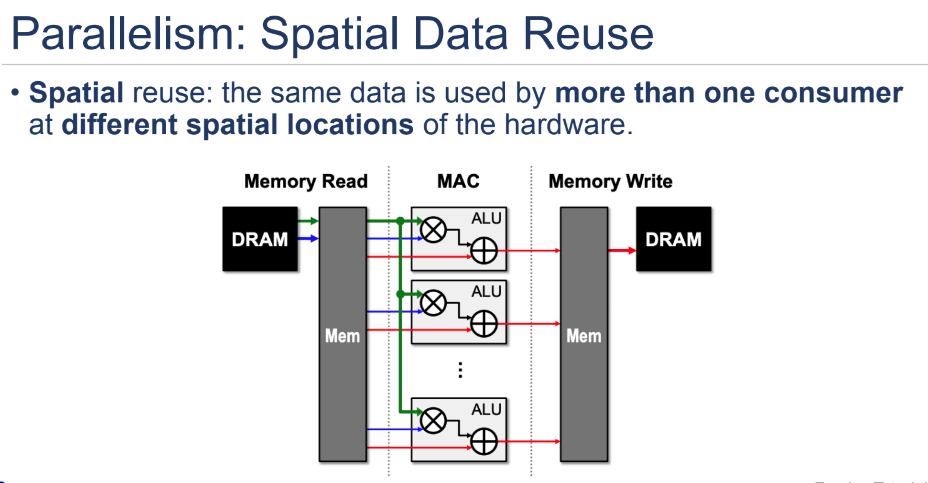 Parallelism: Spatial Data Reuse
• Spatial reuse: the same data is used by more than one consumer
at different spatial locations of the hardware.
Memory Read MAC Memory Write
DRAM
Mem
ALU
ALU
⋮
ALU
Mem
DRAM